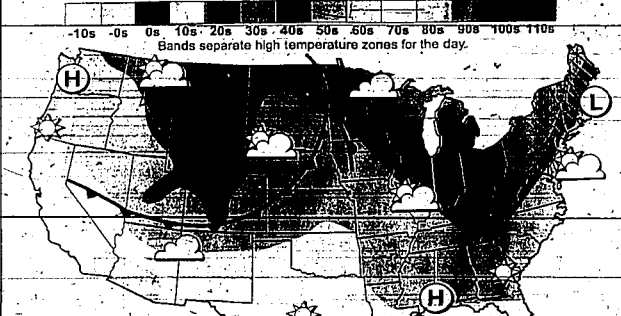 -10s -0s 0s 10s 20s 30s 40s 50s 60s 70s 80s 90s 100s 110s
Bands separate high temperature zones for the day.
H
L
H